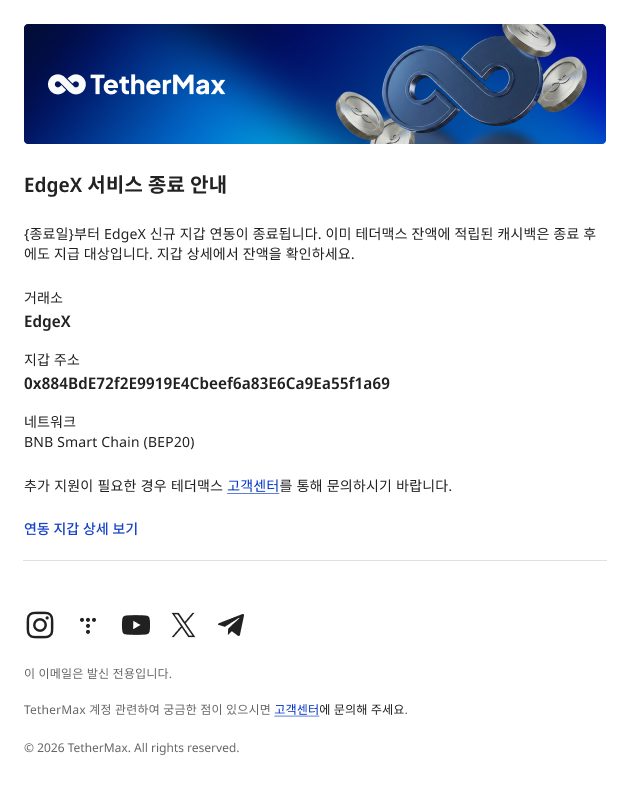 TetherMax
EdgeX 서비스 종료 안내
{종료일}부터 EdgeX 신규 지갑 연동이 종료됩니다. 이미 테더맥스 잔액에 적립된 캐시백은 종료 후
에도 지급 대상입니다. 지갑 상세에서 잔액을 확인하세요.
거래소
EdgeX
지갑 주소
0x884BdE72f2E9919E4Cbeef6a83E6Ca9Ea55f1a69
네트워크
BNB Smart Chain (BEP20)
추가 지원이 필요한 경우 테더맥스 고객센터를 통해 문의하시기 바랍니다.
연동 지갑 상세 보기
이 이메일은 발신 전용입니다.
TetherMax 계정 관련하여 궁금한 점이 있으시면 고객센터에 문의해 주세요.
© 2026 TetherMax. All rights reserved.